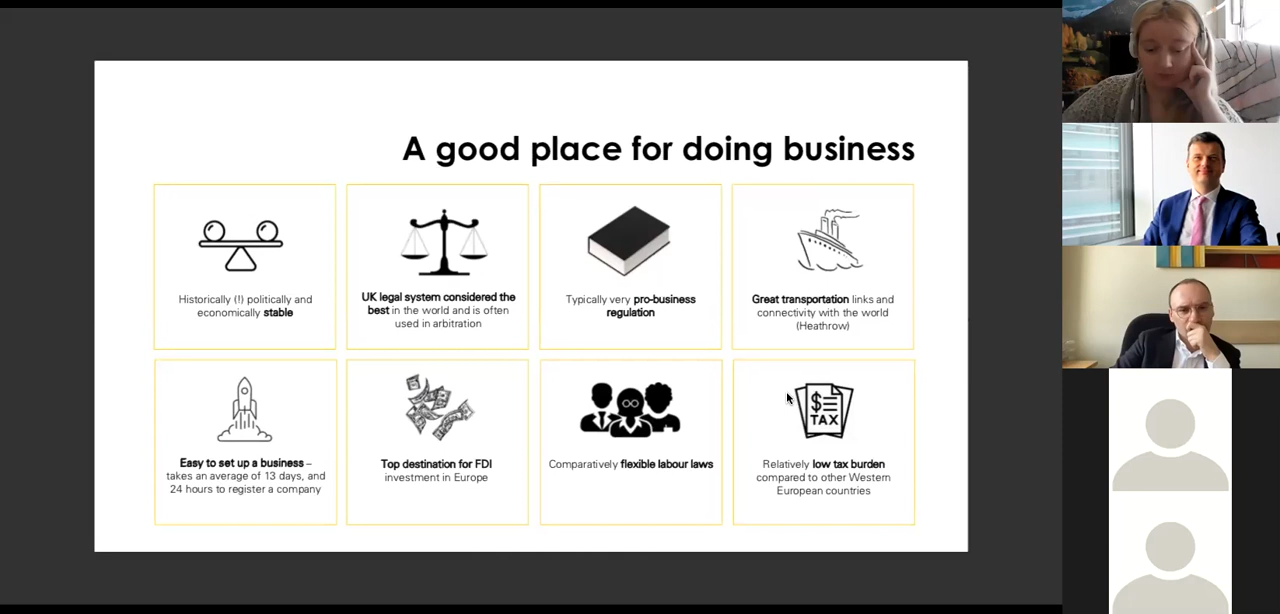 A good place for doing business
Historically (!) politically and
economically stable
UK legal system considered the
best in the world and is often
used in arbitration
Typically very pro-business
regulation
Great transportation links and
connectivity with the world
(Heathrow)
Easy to set up a business –
takes an average of 13 days, and
24 hours to register a company
Top destination for FDI
investment in Europe
Comparatively flexible labour laws
$
TAX
Relatively low tax burden
compared to other Western
European countries